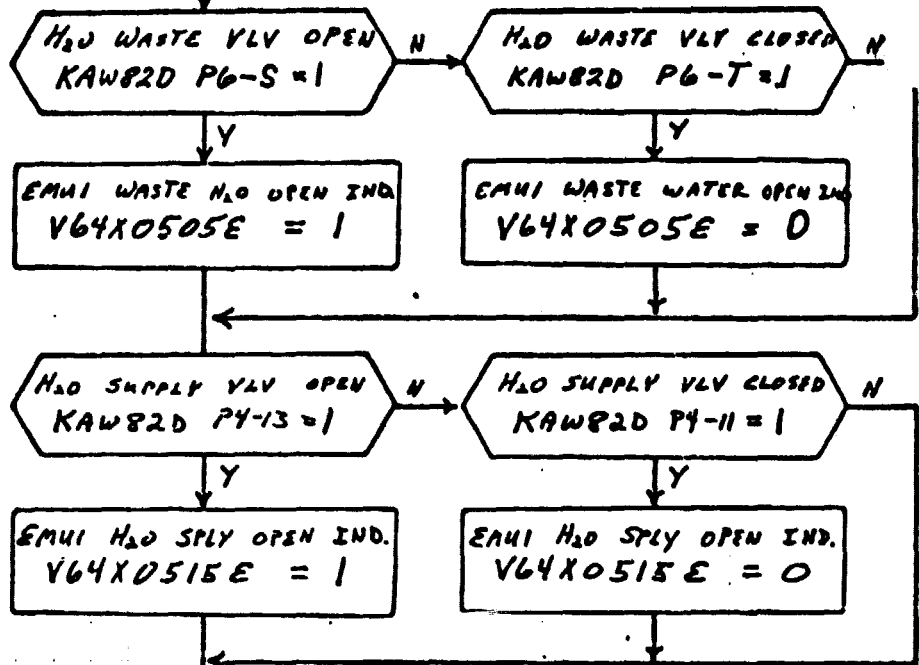 H2O WASTE VLV OPEN
KAW82D P6-S = 1
N
H2O WASTE VLV CLOSED
KAW82D P6-T = 1
N
Y
Y
EMU1 WASTE H2O OPEN IND.
V64X0505E = 1
EMU1 WASTE WATER OPEN IND
V64X0505E = 0
H2O SUPPLY VLV OPEN
KAW82D P4-13 = 1
N
H2O SUPPLY VLV CLOSED
KAW82D P4-11 = 1
N
Y
Y
EMU1 H2O SPLY OPEN IND.
V64X0515E = 1
EMU1 H2O SPLY OPEN IND.
V64X0515E = 0